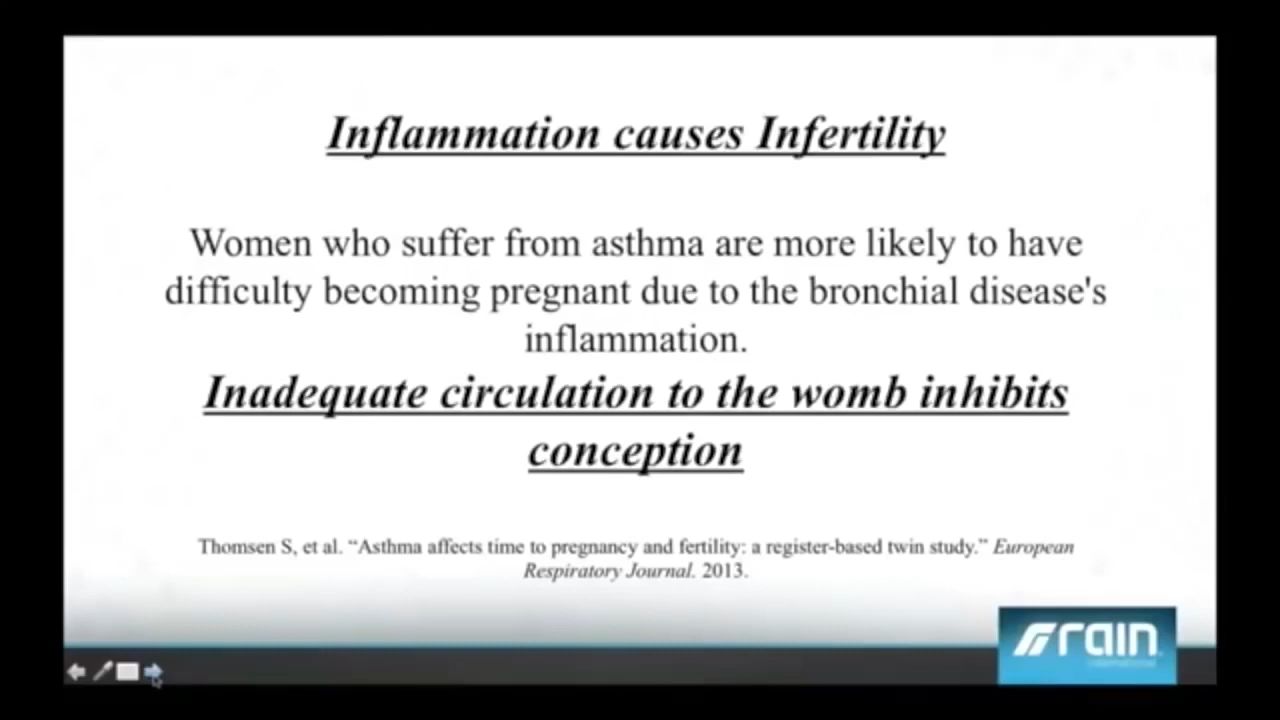 Inflammation causes Infertility
Women who suffer from asthma are more likely to have
difficulty becoming pregnant due to the bronchial disease's
inflammation.
Inadequate circulation to the womb inhibits
conception
Thomsen S, et al. “Asthma affects time to pregnancy and fertility: a register-based twin study.” European
Respiratory Journal. 2013.
rain
international